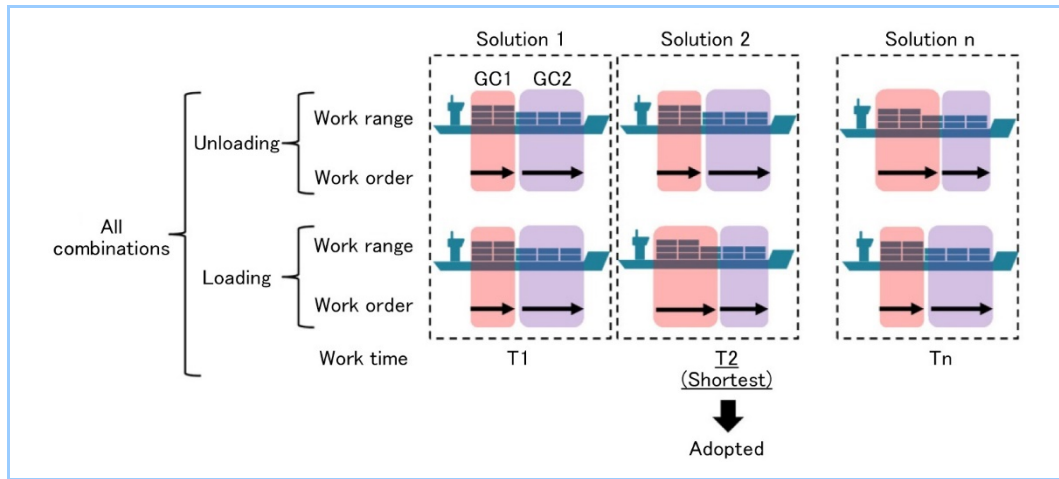 Solution 1
Solution 2
Solution n
GC1
GC2
Unloading
Work range
Work order
All
combinations
Loading
Work range
Work order
Work time
T1
T2
(Shortest)
Tn
Adopted